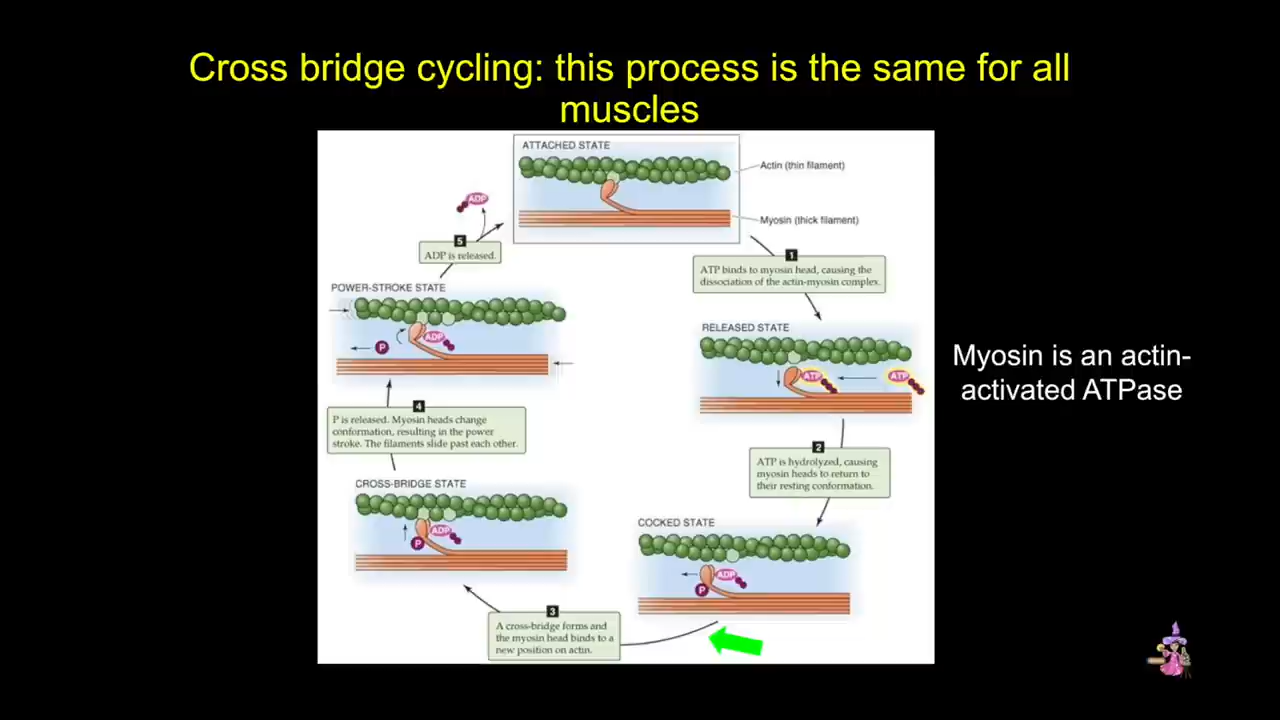 Cross bridge cycling: this process is the same for all
muscles
ATTACHED STATE
Actin (thin filament)
Myosin (thick filament)
ADP
5
ADP is released.
1
ATP binds to myosin head, causing the
dissociation of the actin-myosin complex.
POWER-STROKE STATE
ADP
P
RELEASED STATE
ATP
ATP
Myosin is an actin-
activated ATPase
4
P is released. Myosin heads change
conformation, resulting in the power
stroke. The filaments slide past each other.
2
ATP is hydrolyzed, causing
myosin heads to return to
their resting conformation.
CROSS-BRIDGE STATE
ADP
P
COCKED STATE
ADP
P
3
A cross-bridge forms and
the myosin head binds to a
new position on actin.